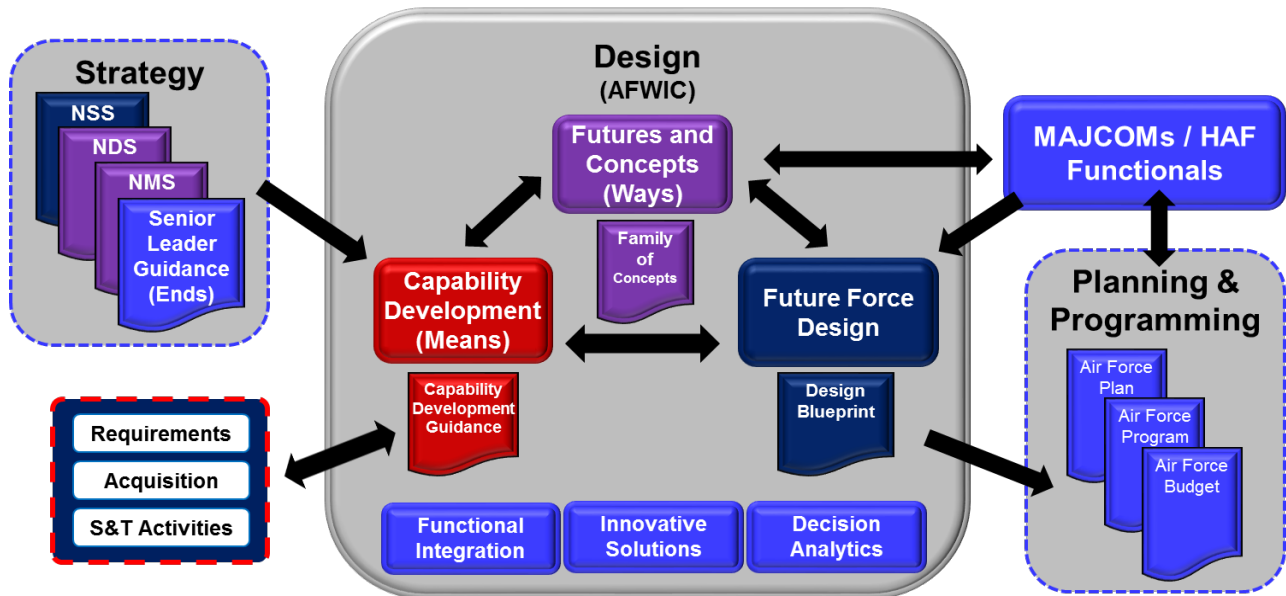 Strategy
NSS
NDS
NMS
Senior
Leader
Guidance
(Ends)
Requirements
Acquisition
S&T Activities
Design
(AFWIC)
Futures and
Concepts
(Ways)
Family
of
Concepts
Capability
Development
(Means)
Capability
Development
Guidance
Future Force
Design
Design
Blueprint
Functional
Integration
Innovative
Solutions
Decision
Analytics
MAJCOMs / HAF
Functionals
Planning &
Programming
Air Force
Plan
Air Force
Program
Air Force
Budget